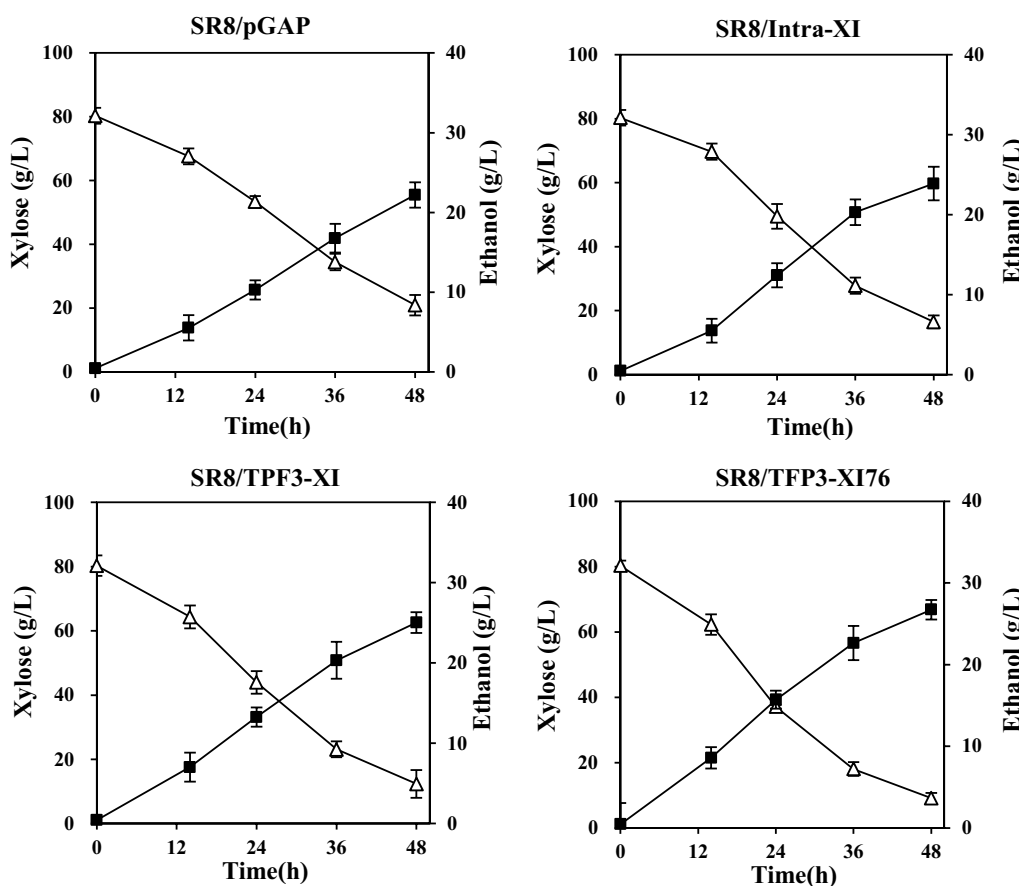 SR8/pGAP
100
80
60
40
20
0
Xylose (g/L)
40
30
20
10
0
Ethanol (g/L)
0 12 24 36 48
Time(h)
SR8/Intra-XI
100
80
60
40
20
0
Xylose (g/L)
40
30
20
10
0
Ethanol (g/L)
0 12 24 36 48
Time(h)
SR8/TPF3-XI
100
80
60
40
20
0
Xylose (g/L)
40
30
20
10
0
Ethanol (g/L)
0 12 24 36 48
Time(h)
SR8/TFP3-XI76
100
80
60
40
20
0
Xylose (g/L)
40
30
20
10
0
Ethanol (g/L)
0 12 24 36 48
Time(h)